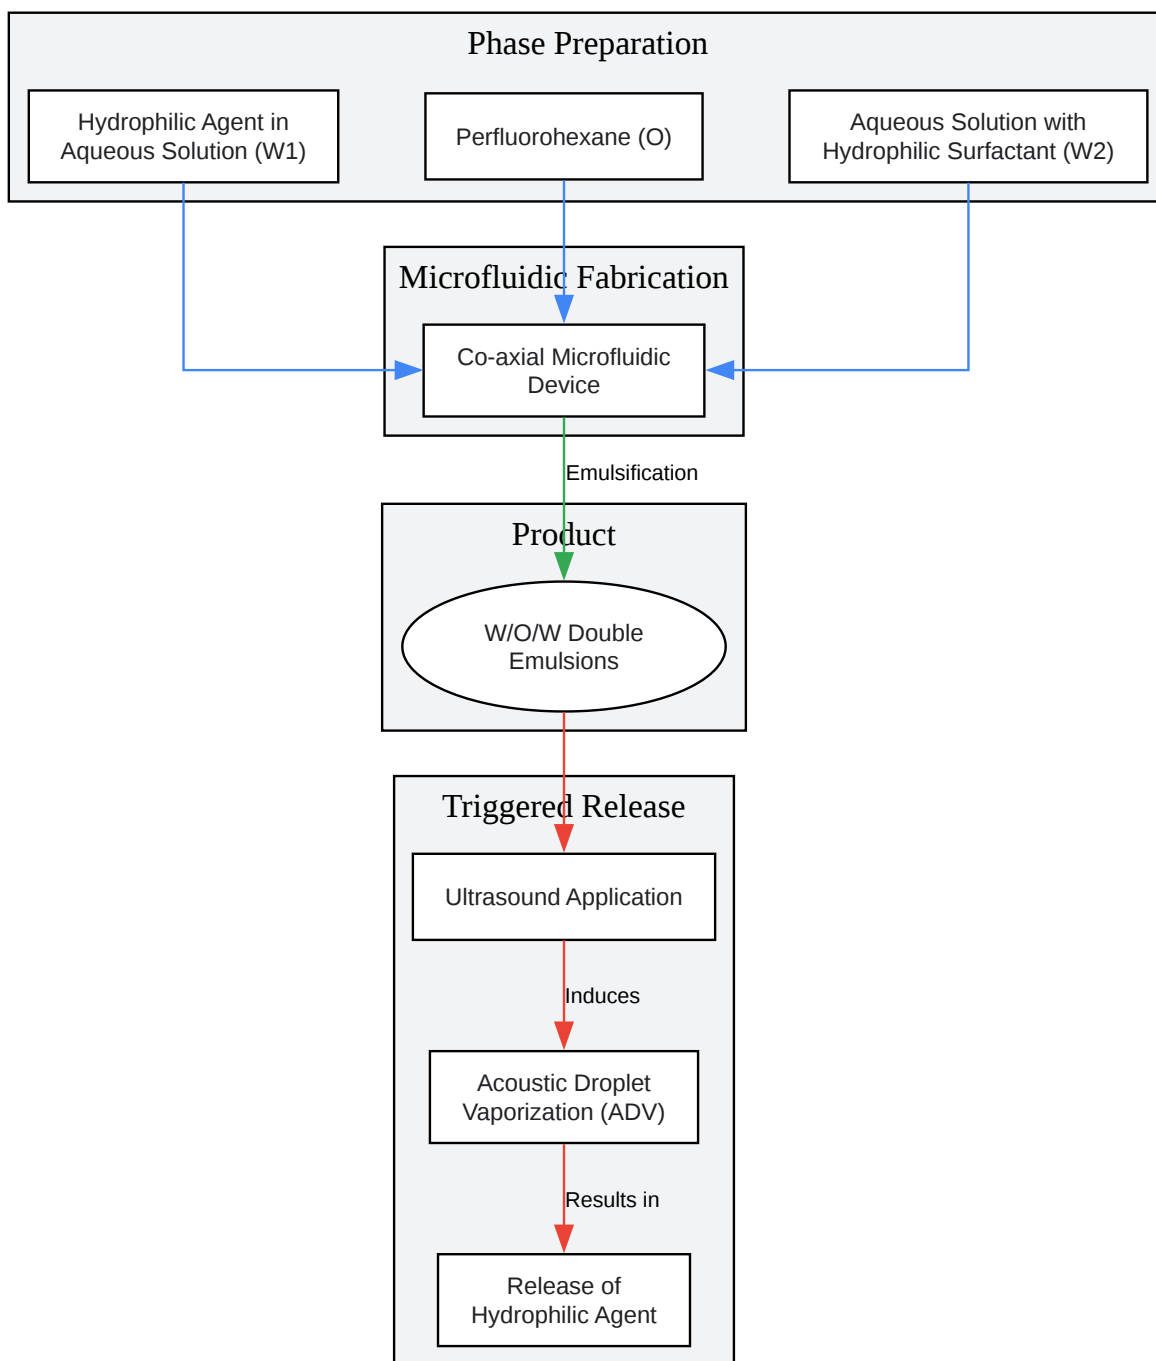 Phase Preparation
Hydrophilic Agent in
Aqueous Solution (W1)
Perfluorohexane (O)
Aqueous Solution with
Hydrophilic Surfactant (W2)
Microfluidic Fabrication
Co-axial Microfluidic
Device
Emulsification
Product
W/O/W Double
Emulsions
Triggered Release
Ultrasound Application
Induces
Acoustic Droplet
Vaporization (ADV)
Results in
Release of
Hydrophilic Agent